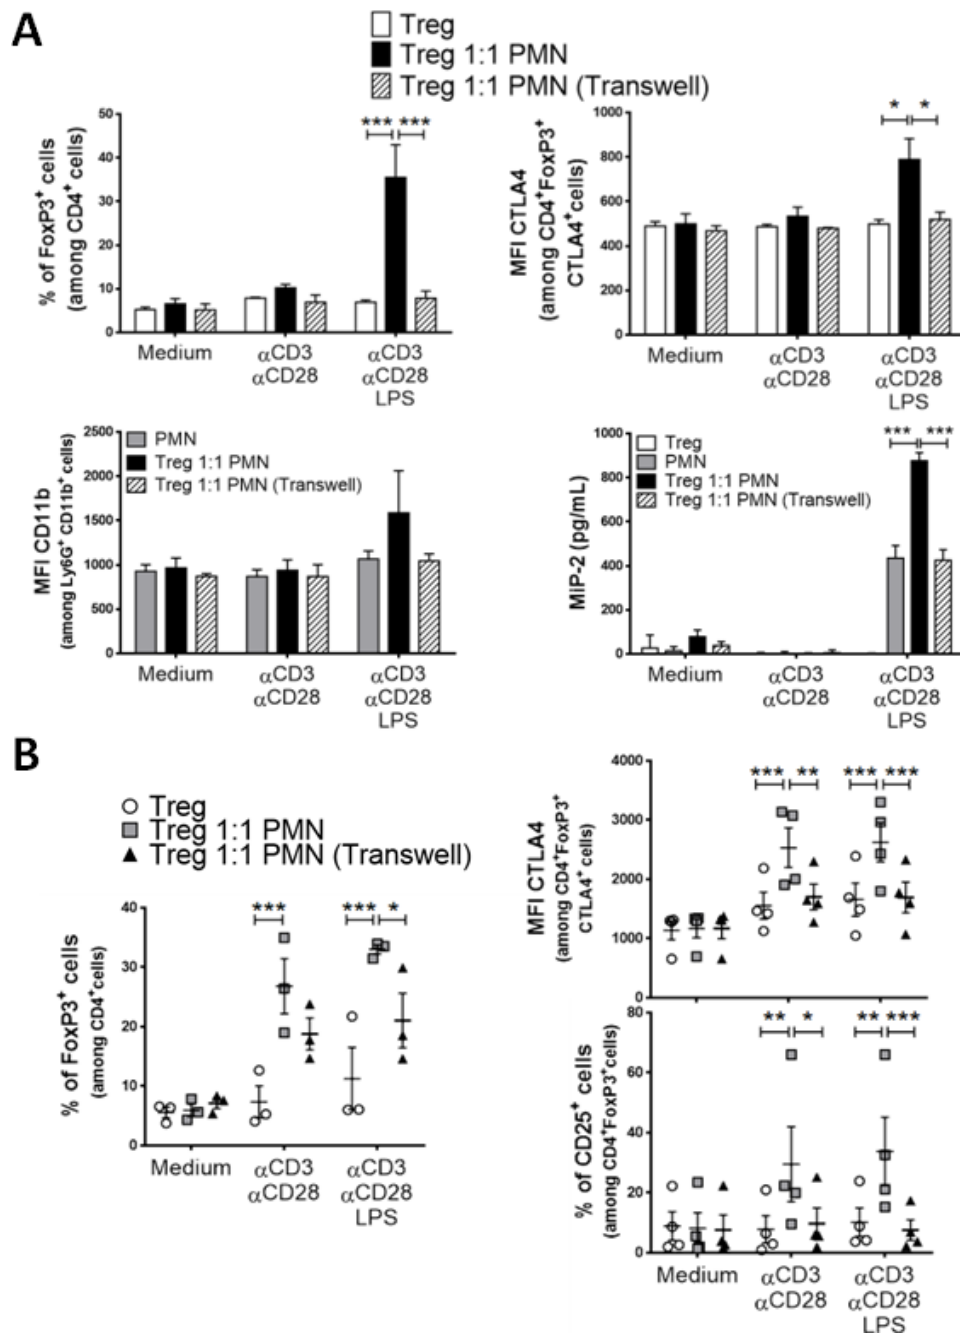 A
Treg
Treg 1:1 PMN
Treg 1:1 PMN (Transwell)
% of FoxP3+ cells
(among CD4+ cells)
50
40
30
20
10
0
*** ***
Medium
αCD3
αCD28
αCD3
αCD28
LPS
MFI CTLA4
(among CD4+FoxP3+
CTLA4+cells)
1000
800
600
400
200
0
* *
Medium
αCD3
αCD28
αCD3
αCD28
LPS
MFI CD11b
(among Ly6G+ CD11b+ cells)
2500
2000
1500
1000
500
0
PMN
Treg 1:1 PMN
Treg 1:1 PMN (Transwell)
Medium
αCD3
αCD28
αCD3
αCD28
LPS
MiP-2 (pg/mL)
1000
800
600
400
200
0
Treg
PMN
Treg 1:1 PMN
Treg 1:1 PMN (Transwell)
*** ***
Medium
αCD3
αCD28
αCD3
αCD28
LPS
B
Treg
Treg 1:1 PMN
Treg 1:1 PMN (Transwell)
% of FoxP3+ cells
(among CD4+cells)
40
30
20
10
0
*** *** *
Medium
αCD3
αCD28
αCD3
αCD28
LPS
MFI CTLA4
(among CD4+FoxP3+
CTLA4+ cells)
4000
3000
2000
1000
0
*** ** *** ***
% of CD25+ cells
(among CD4+FoxP3+cells)
80
60
40
20
0
** * ** ***
Medium
αCD3
αCD28
αCD3
αCD28
LPS